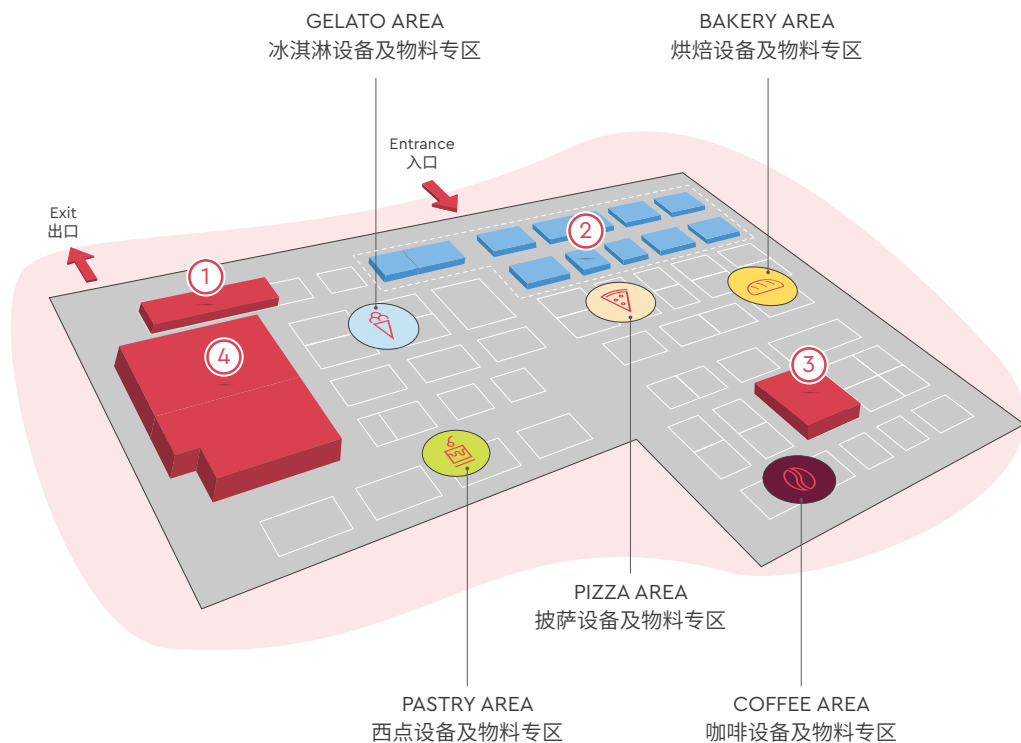 GELATO AREA
冰淇淋设备及物料专区
BAKERY AREA
烘焙设备及物料专区
Entrance
入口
Exit
出口
2
1
4
3
PIZZA AREA
披萨设备及物料专区
PASTRY AREA
西点设备及物料专区
COFFEE AREA
咖啡设备及物料专区